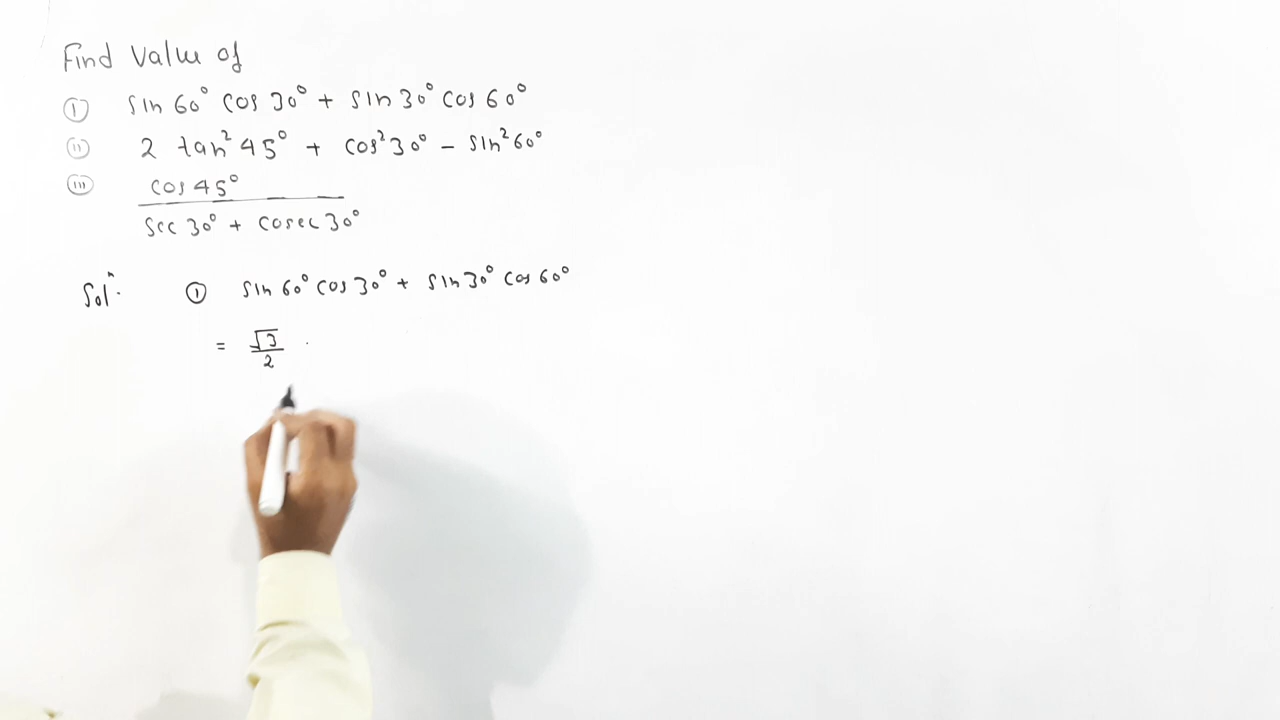 Find Value of
(i) sin 60° cos 30° + sin 30° cos 60°
(ii) 2 tan² 45° + cos² 30° - sin² 60°
(iii) cos 45°
sec 30° + cosec 30°
Solⁿ. (1) sin 60° cos 30° + sin 30° cos 60°
= √3/2 ·